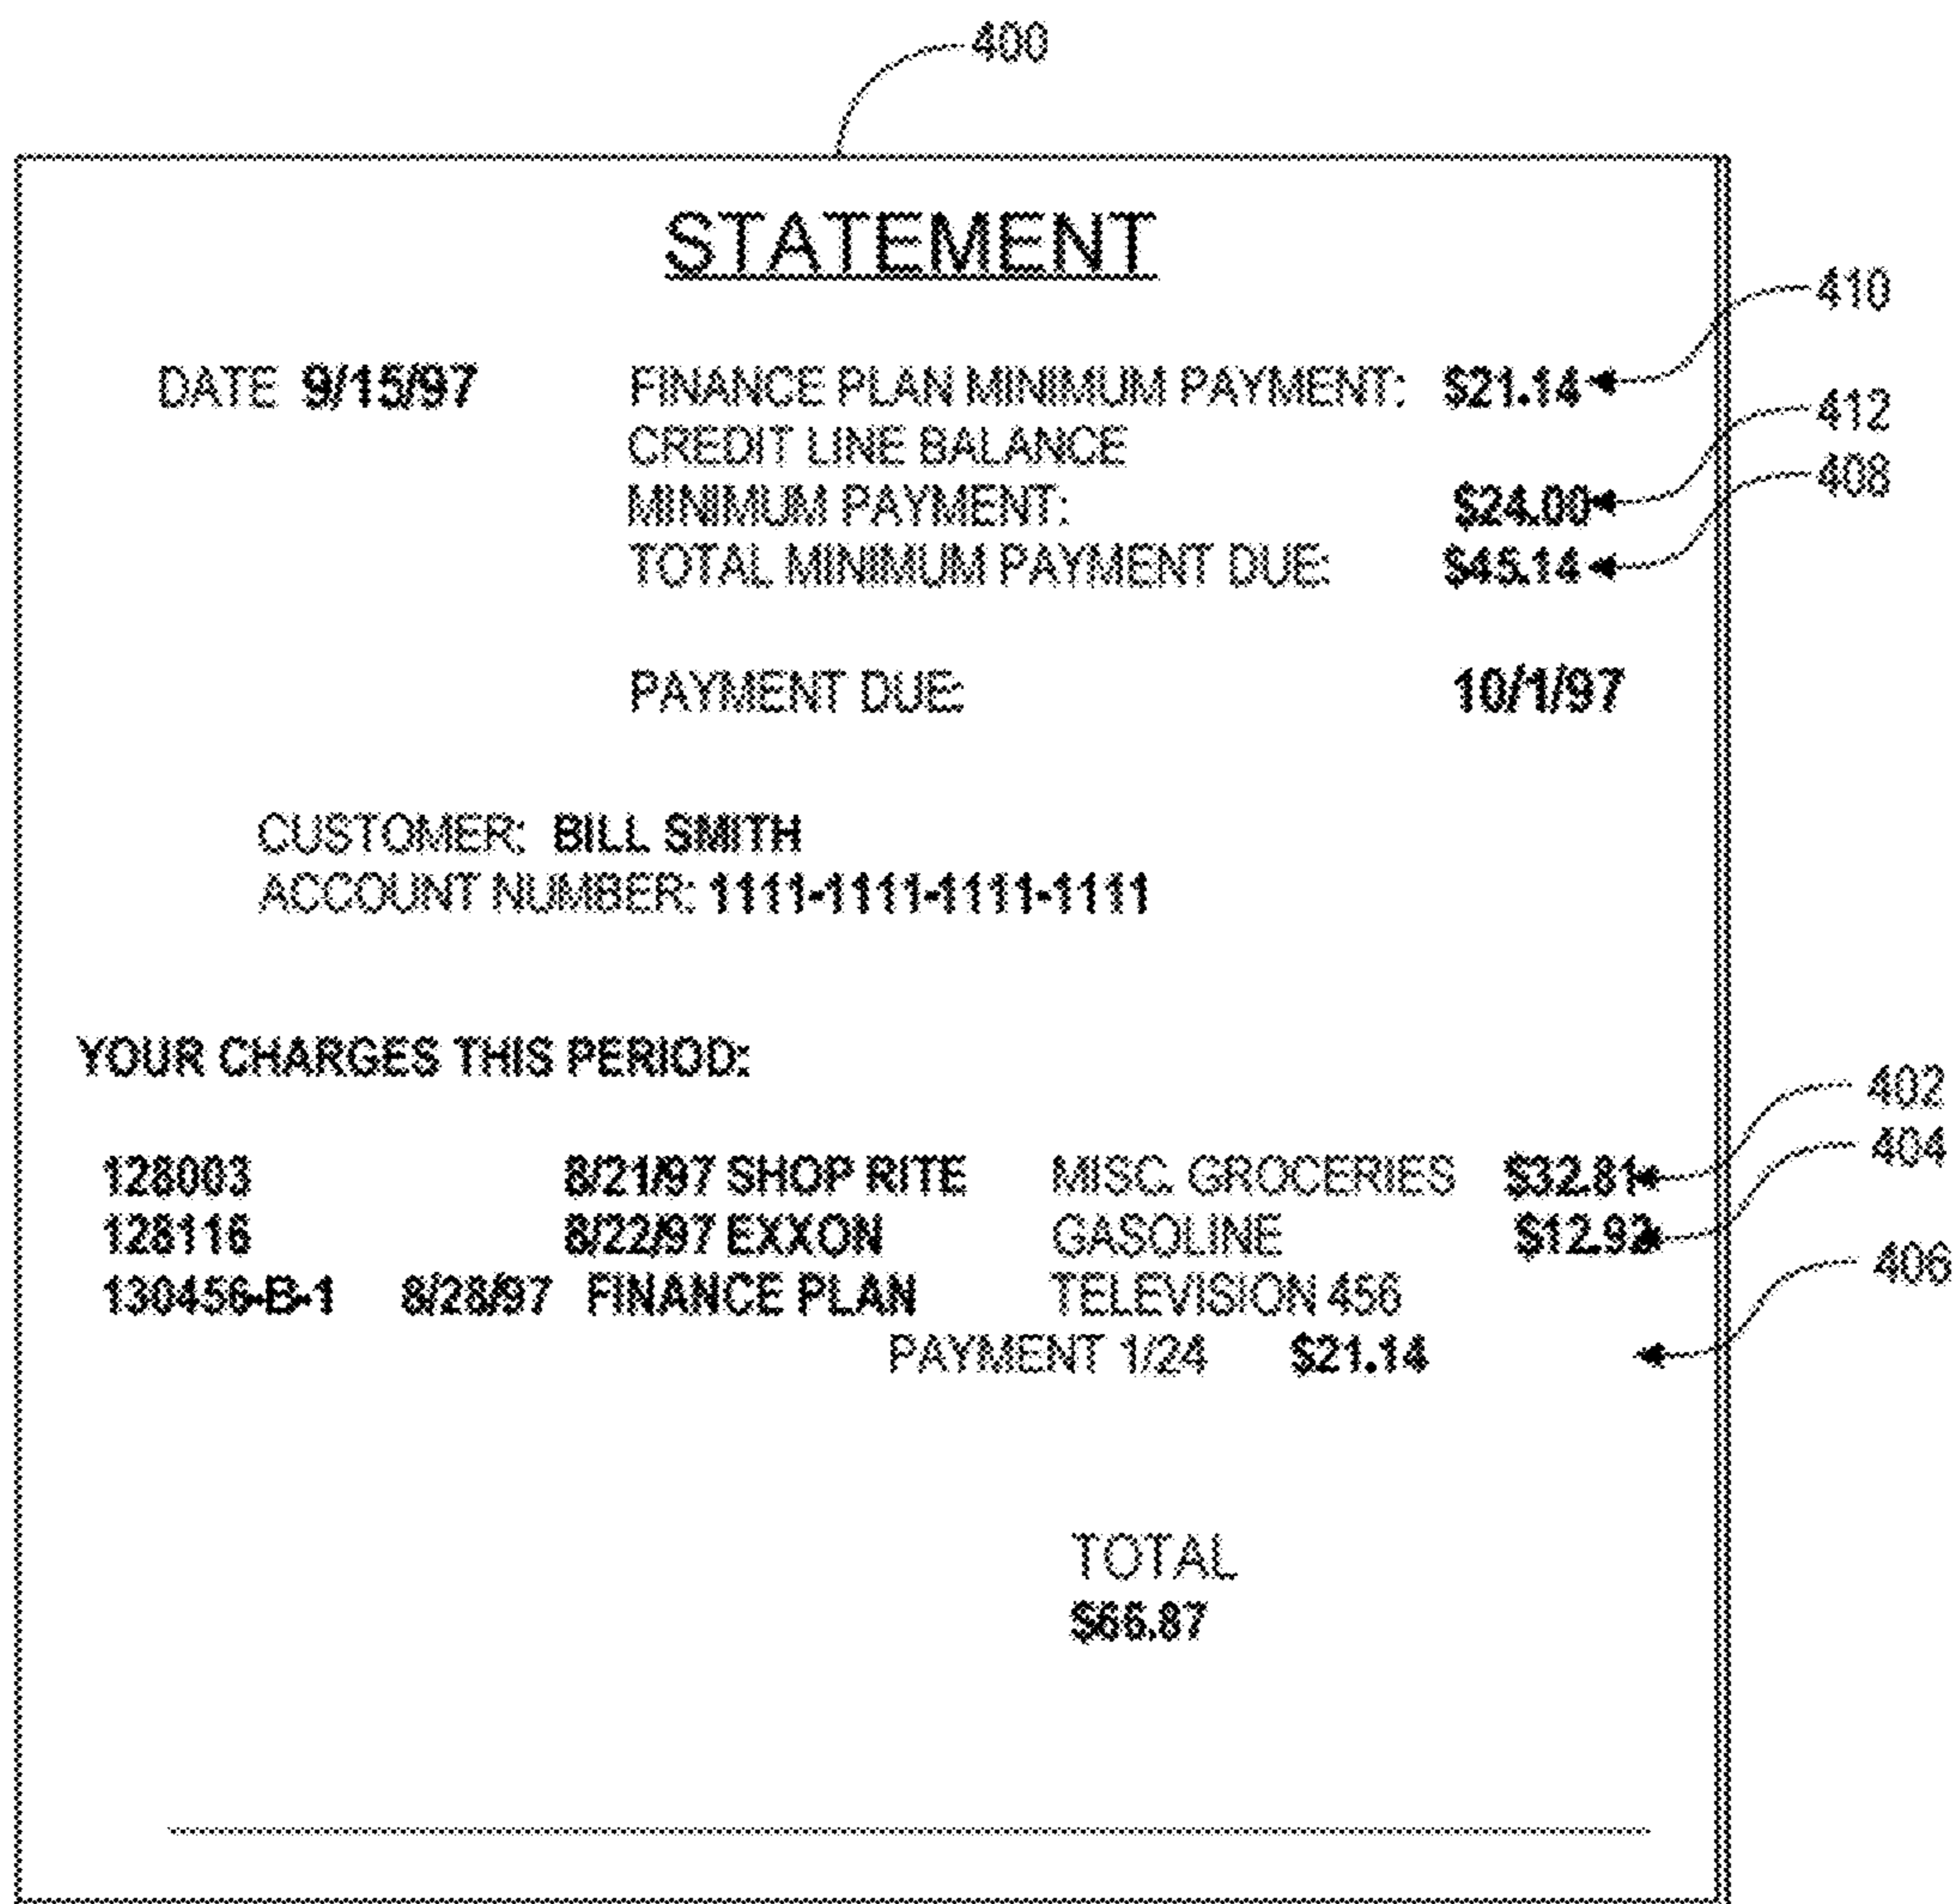 400
STATEMENT
410
DATE 9/15/97 FINANCE PLAN MINIMUM PAYMENT: $21.14
412
CREDIT LINE BALANCE
408
MINIMUM PAYMENT: $24.00
TOTAL MINIMUM PAYMENT DUE: $45.14
PAYMENT DUE: 10/1/97
CUSTOMER: BILL SMITH
ACCOUNT NUMBER: 1111-1111-1111-1111
YOUR CHARGES THIS PERIOD:
402
404
128003 8/21/97 SHOP RITE MISC. GROCERIES $32.81
128116 8/22/97 EXXON GASOLINE $12.92
406
130456-B-1 8/28/97 FINANCE PLAN TELEVISION 456
PAYMENT 1/24 $21.14
TOTAL
$66.87